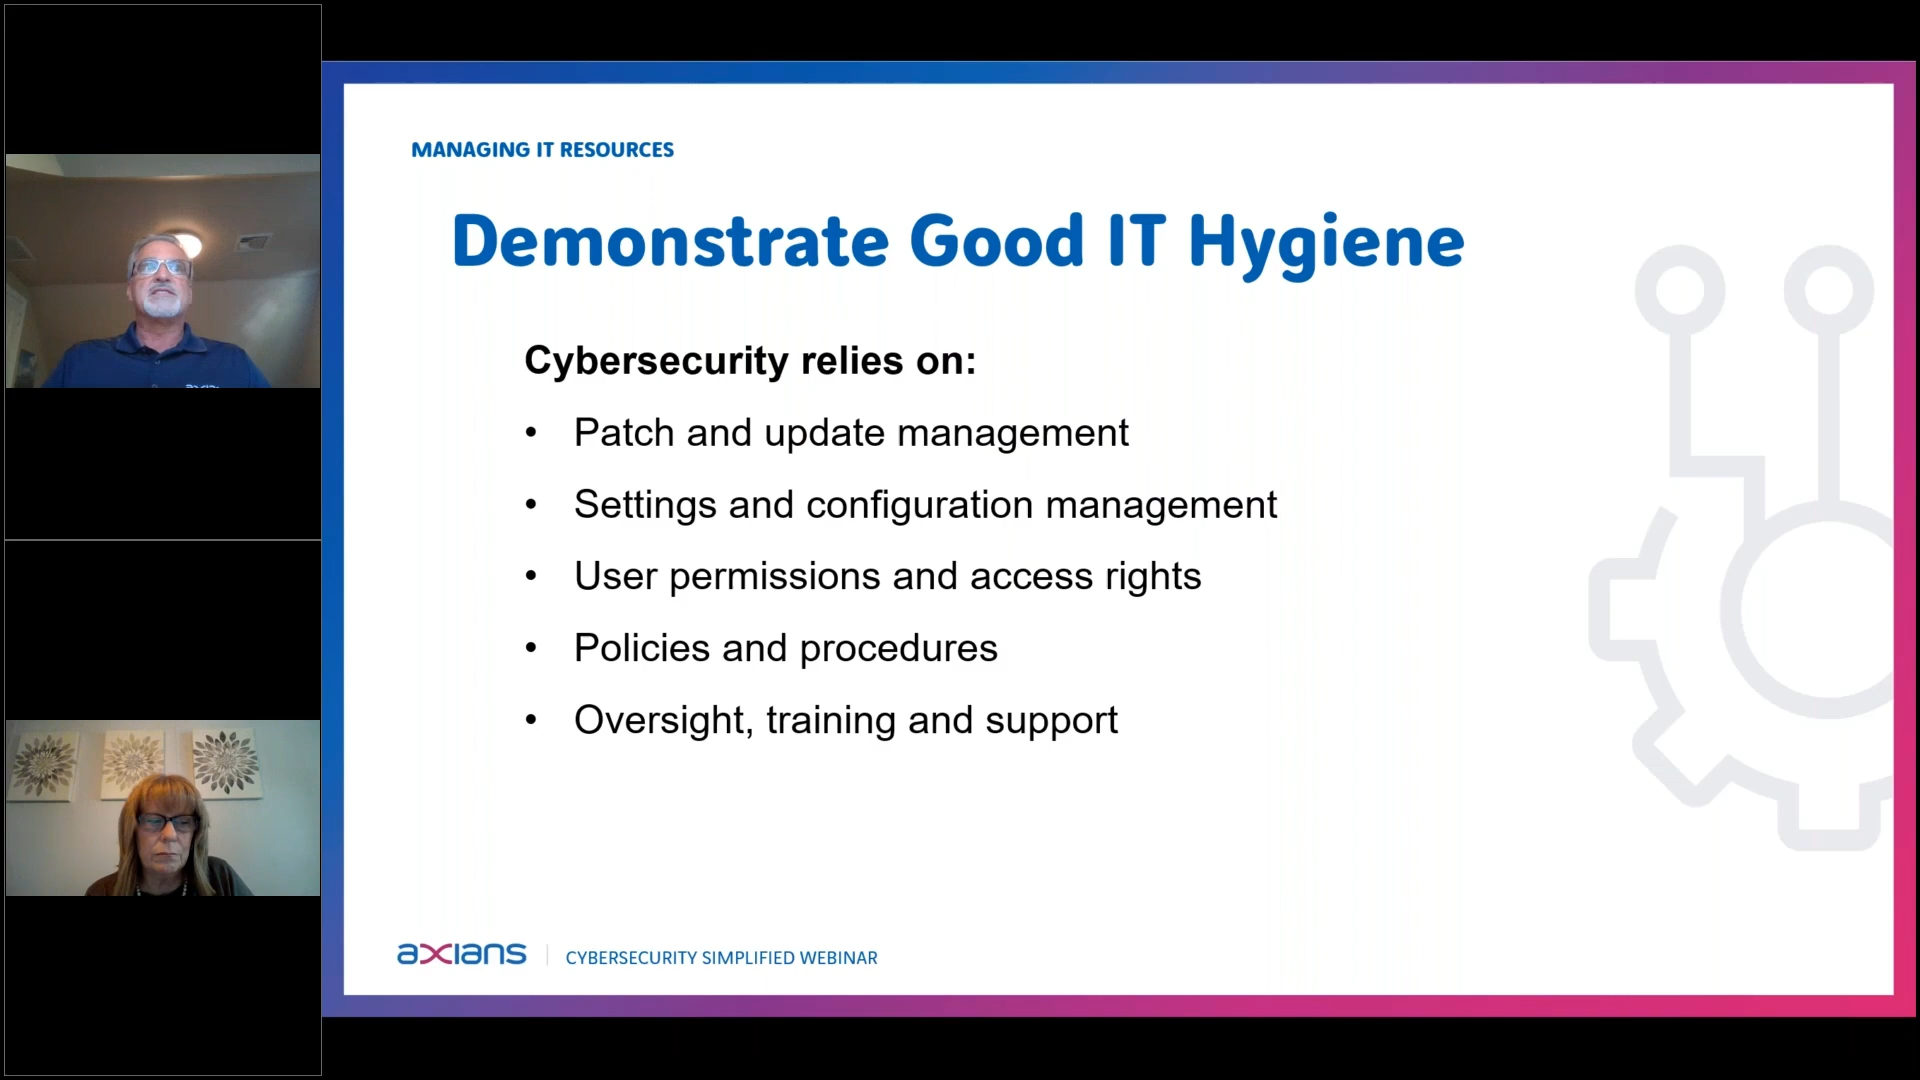 MANAGING IT RESOURCES
Demonstrate Good IT Hygiene
Cybersecurity relies on:
• Patch and update management
• Settings and configuration management
• User permissions and access rights
• Policies and procedures
• Oversight, training and support
axians
CYBERSECURITY SIMPLIFIED WEBINAR